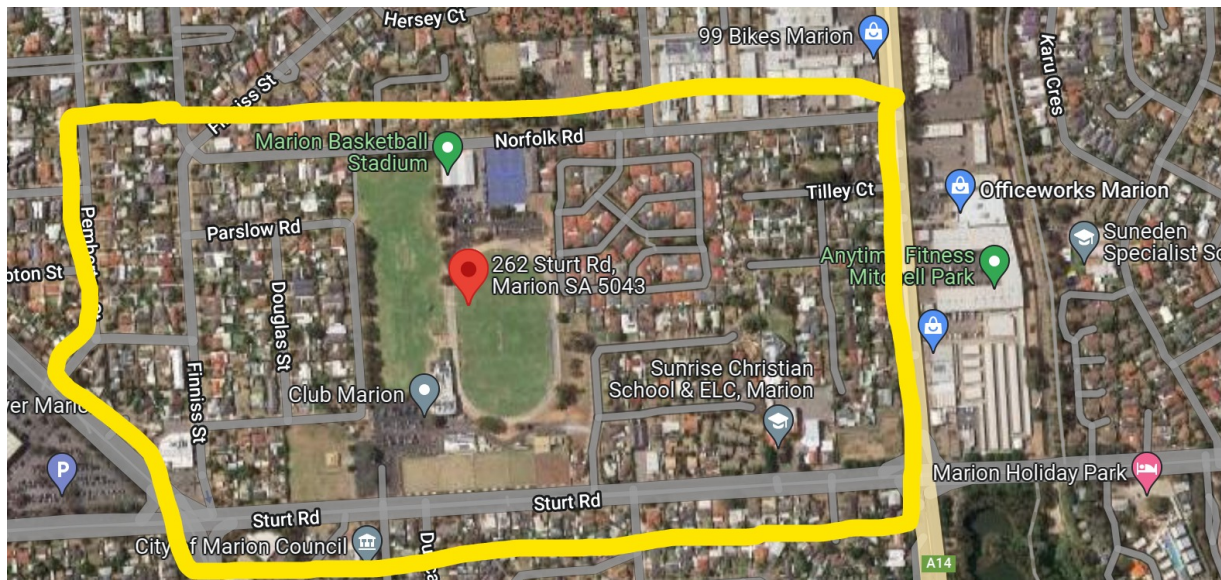 Hersey Ct
99 Bikes Marion
Karu Cres
Finniss St
Norfolk Rd
Marion Basketball
Stadium
Tilley Ct
Officeworks Marion
Parslow Rd
Suneden
Specialist Sc
Anytime Fitness
Mitchell Park
262 Sturt Rd,
Marion SA 5043
Douglas St
Finniss St
Sunrise Christian
School & ELC, Marion
Club Marion
P
Marion Holiday Park
Sturt Rd
Sturt Rd
City of Marion Council
A14